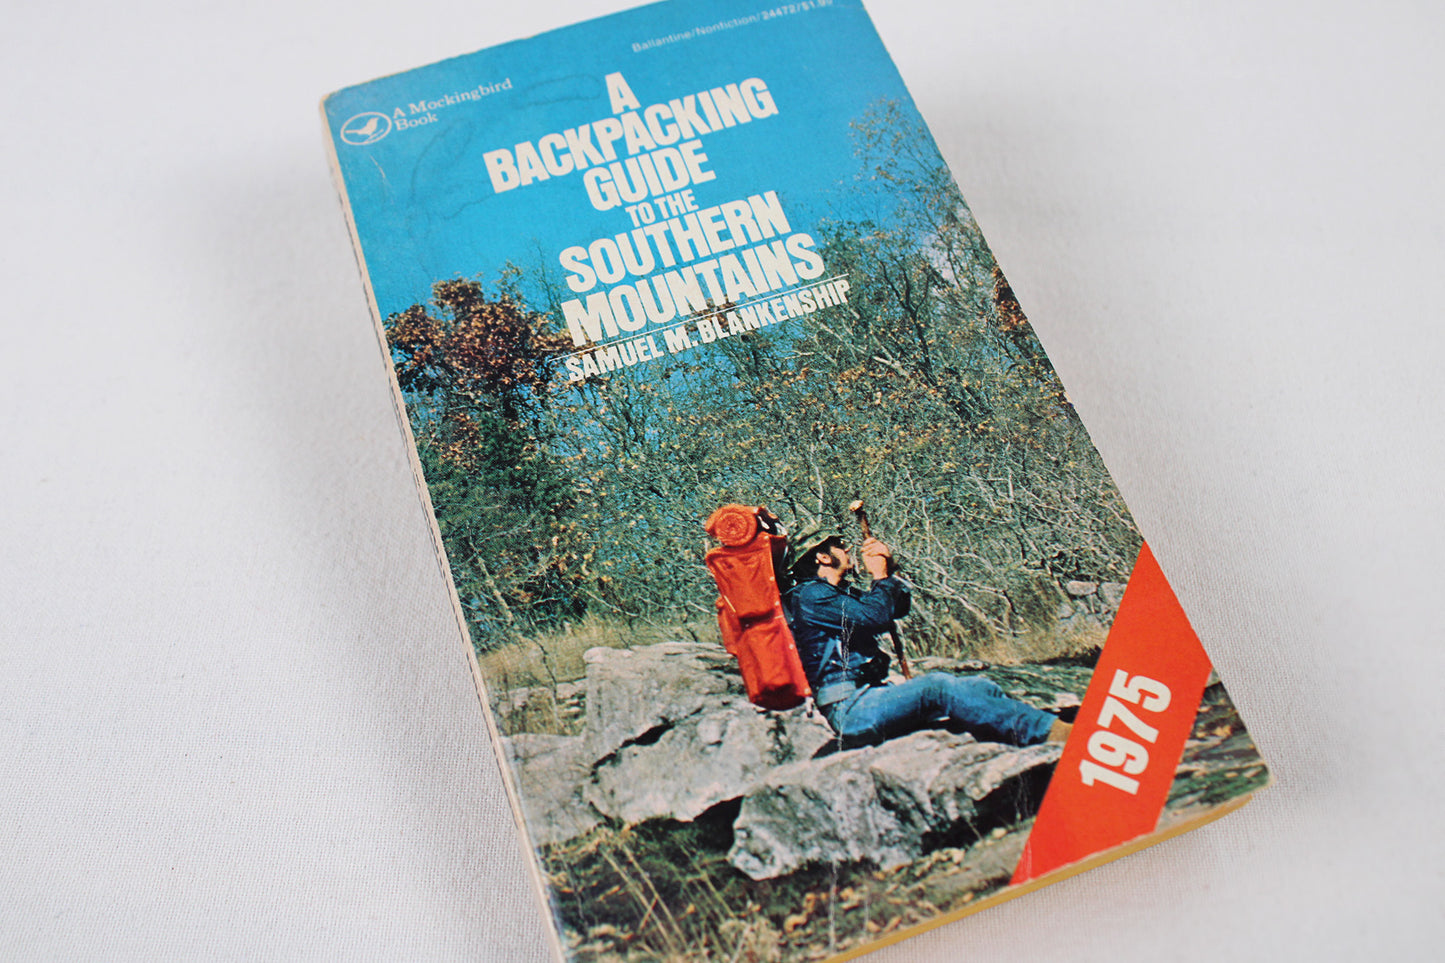 Ballantine/Nonfiction/24472/$1.95
A Mockingbird
Book
A
BACKPACKING
GUIDE
TO THE
SOUTHERN
MOUNTAINS
SAMUEL M. BLANKENSHIP
1975